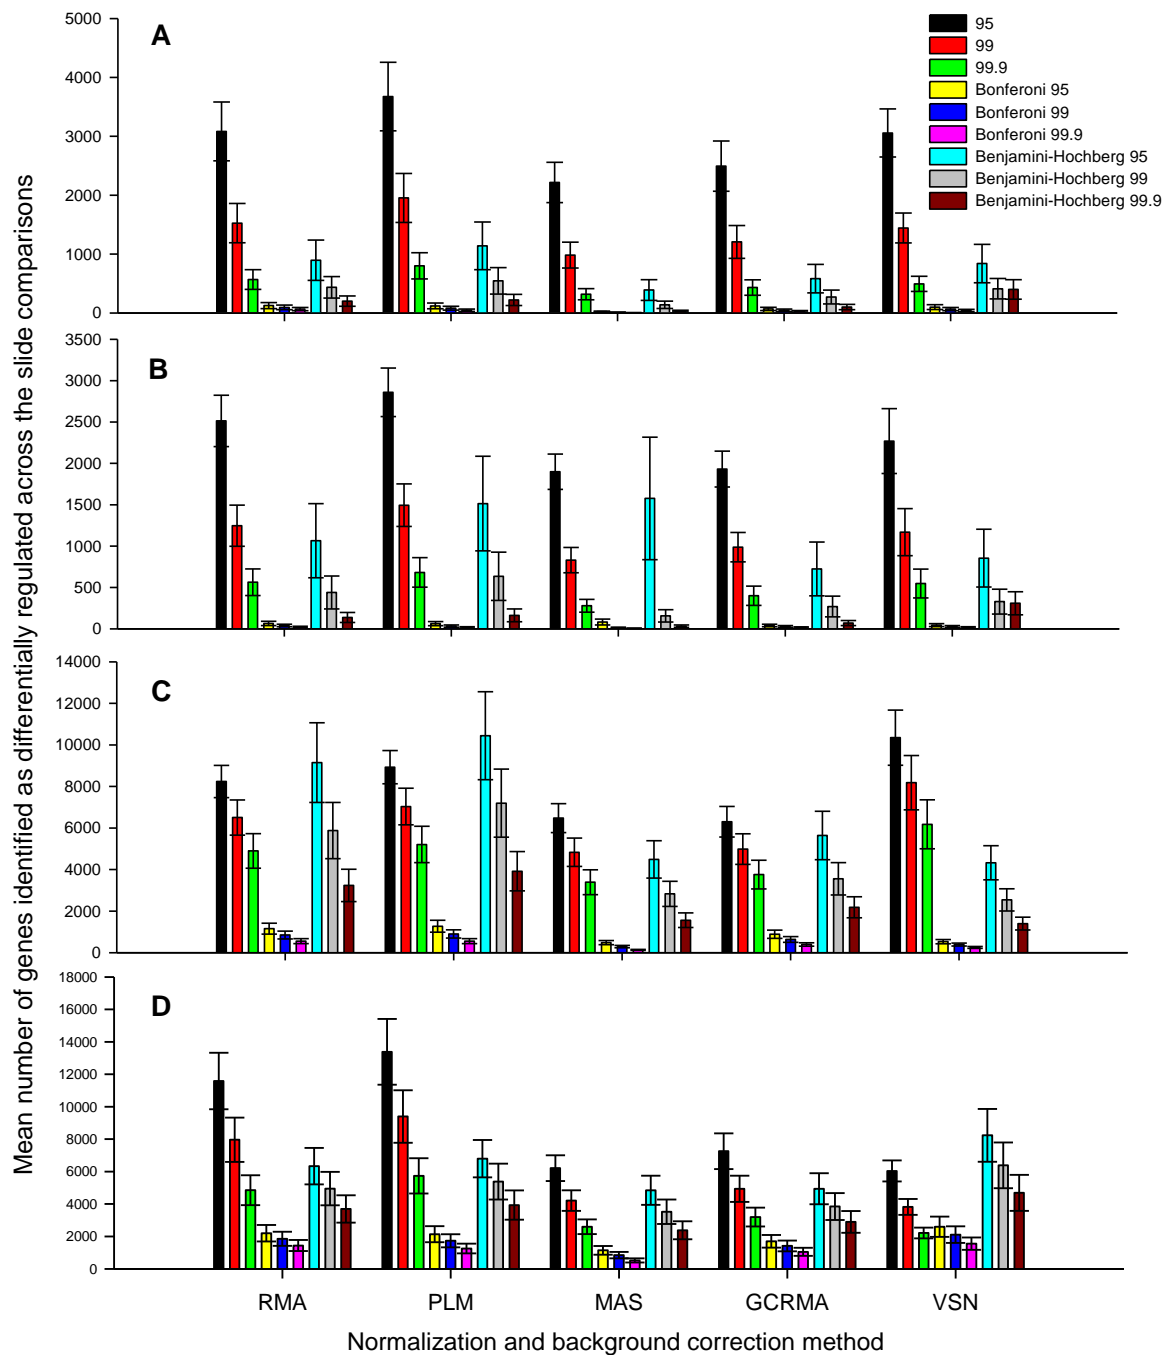 Mean number of genes identified as differentially regulated across the slide comparisons
A
5000
4000
3000
2000
1000
0
95
99
99.9
Bonferoni 95
Bonferoni 99
Bonferoni 99.9
Benjamini-Hochberg 95
Benjamini-Hochberg 99
Benjamini-Hochberg 99.9
B
3500
3000
2500
2000
1500
1000
500
0
C
14000
12000
10000
8000
6000
4000
2000
0
D
18000
16000
14000
12000
10000
8000
6000
4000
2000
0
RMA PLM MAS GCRMA VSN
Normalization and background correction method